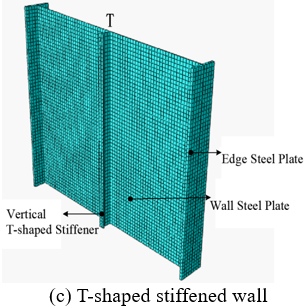 T
Edge Steel Plate
Wall Steel Plate
Vertical
T-shaped Stiffener
(c) T-shaped stiffened wall